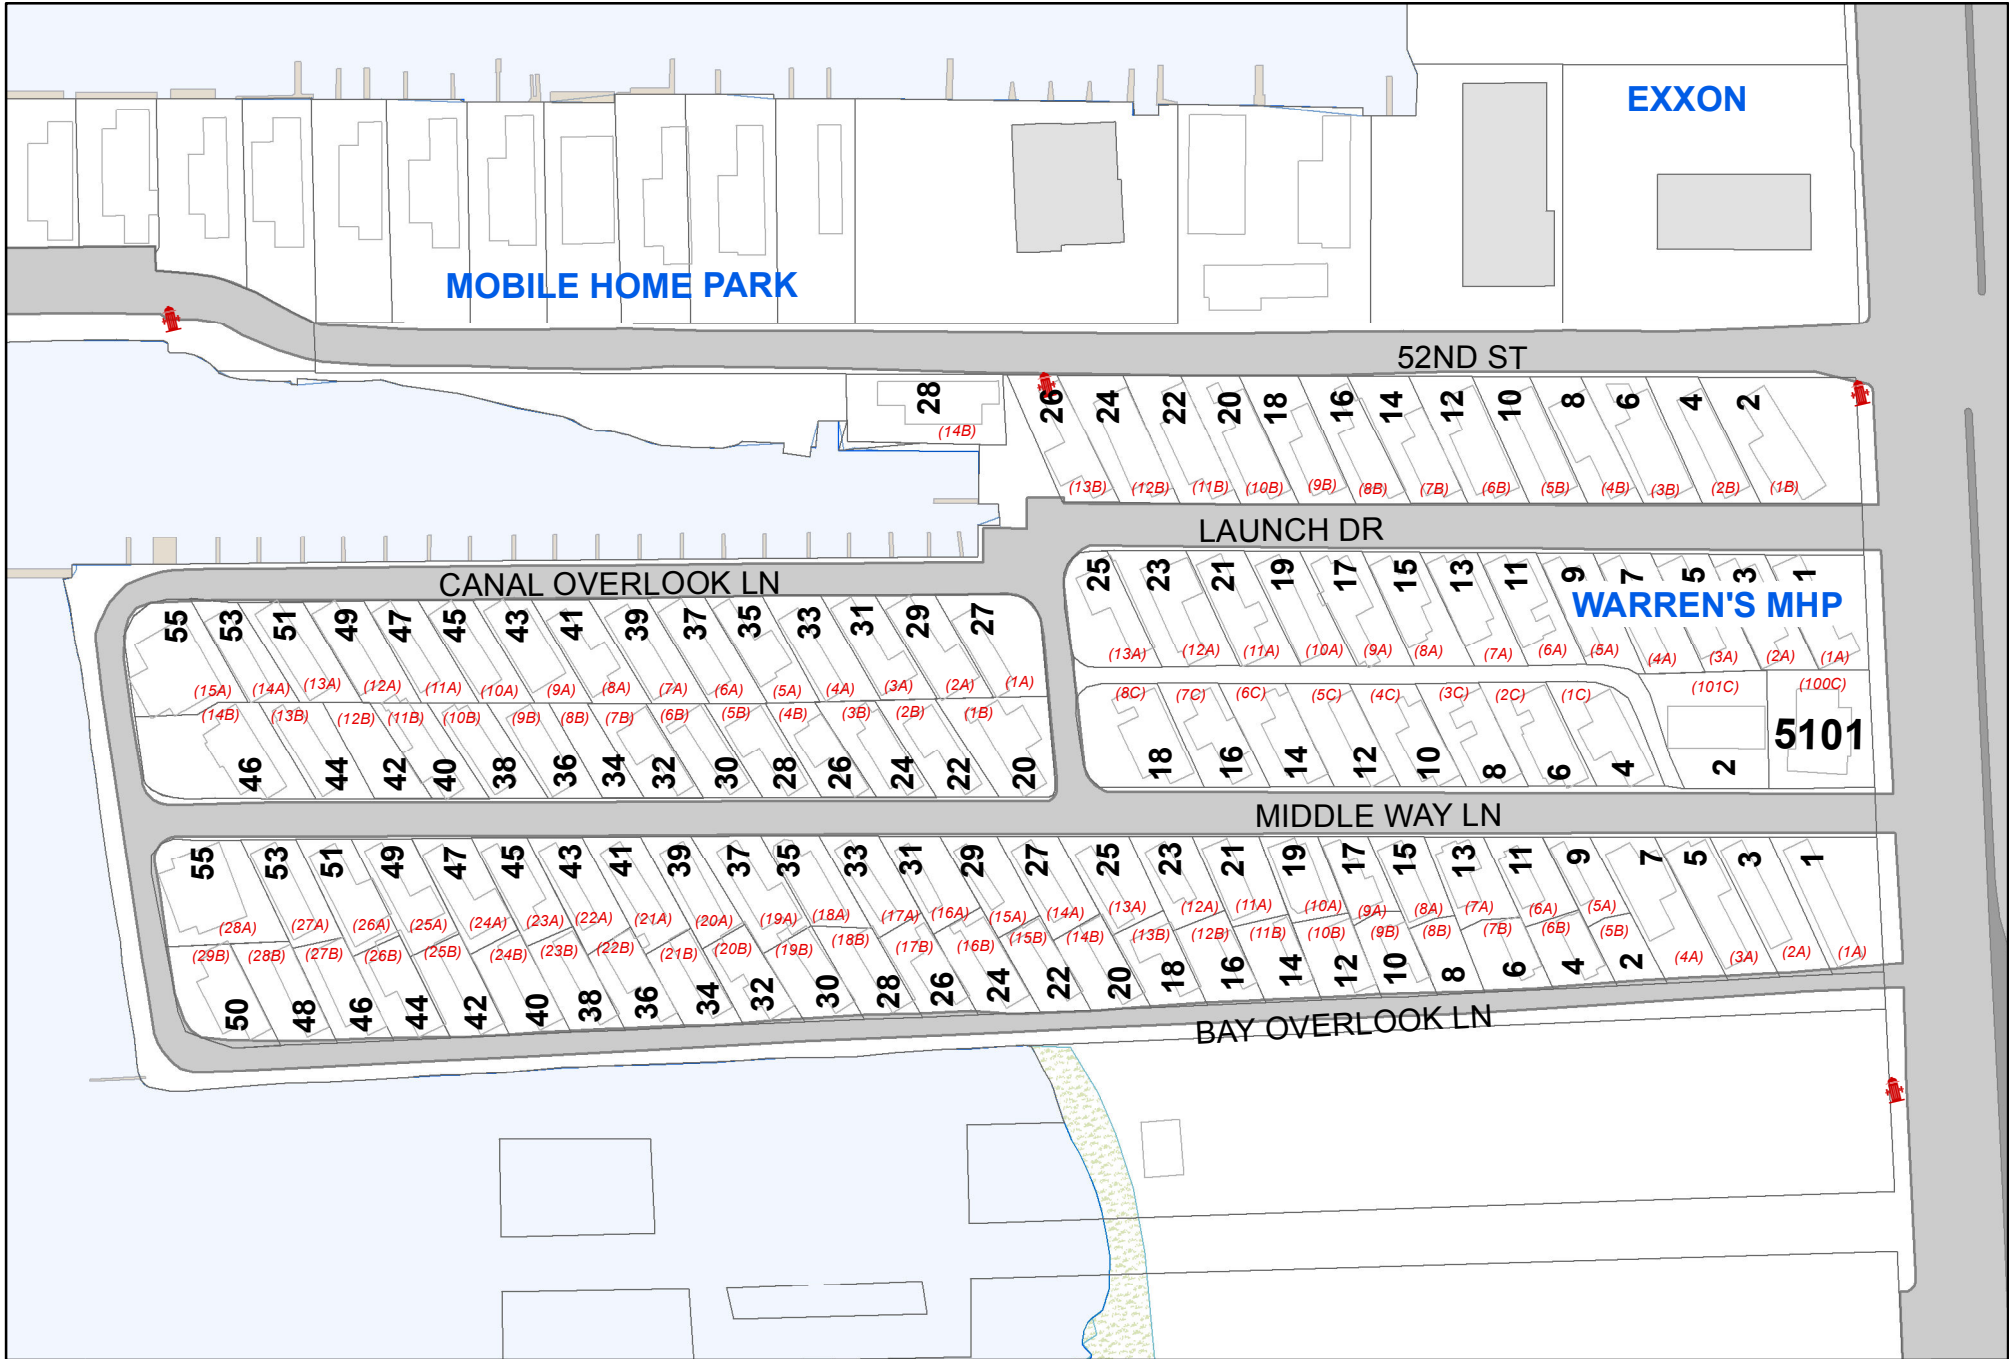 EXXON
MOBILE HOME PARK
52ND ST
28 26 24 22 20 18 16 14 12 10 8 6 4 2
(14B) (13B) (12B) (11B) (10B) (9B) (8B) (7B) (6B) (5B) (4B) (3B) (2B) (1B)
LAUNCH DR
25 23 21 19 17 15 13 11 9 7 5 3 1
WARREN'S MHP
(13A) (12A) (11A) (10A) (9A) (8A) (7A) (6A) (5A) (4A) (3A) (2A) (1A)
CANAL OVERLOOK LN
55 53 51 49 47 45 43 41 39 37 35 33 31 29 27
(15A) (14A) (13A) (12A) (11A) (10A) (9A) (8A) (7A) (6A) (5A) (4A) (3A) (2A) (1A)
(14B) (13B) (12B) (11B) (10B) (9B) (8B) (7B) (6B) (5B) (4B) (3B) (2B) (1B)
46 44 42 40 38 36 34 32 30 28 26 24 22 20
(8C) (7C) (6C) (5C) (4C) (3C) (2C) (1C) (101C) (100C)
18 16 14 12 10 8 6 4 2 5101
MIDDLE WAY LN
55 53 51 49 47 45 43 41 39 37 35 33 31 29 27 25 23 21 19 17 15 13 11 9 7 5 3 1
(28A) (27A) (26A) (25A) (24A) (23A) (22A) (21A) (20A) (19A) (18A) (17A) (16A) (15A) (14A) (13A) (12A) (11A) (10A) (9A) (8A) (7A) (6A) (5A) (4A) (3A) (2A) (1A)
(29B) (28B) (27B) (26B) (25B) (24B) (23B) (22B) (21B) (20B) (19B) (18B) (17B) (16B) (15B) (14B) (13B) (12B) (11B) (10B) (9B) (8B) (7B) (6B) (5B)
50 48 46 44 42 40 38 36 34 32 30 28 26 24 22 20 18 16 14 12 10 8 6 4 2
BAY OVERLOOK LN